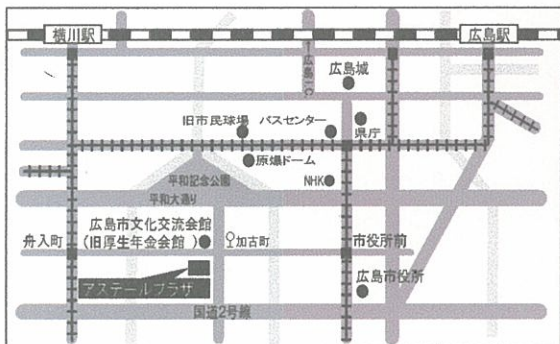 横川駅
広島駅
↑広島IC
広島城
旧市民球場
バスセンター
県庁
原爆ドーム
平和記念公園
NHK
平和大通り
広島市文化交流会館
(旧厚生年金会館 )
加古町
舟入町
市役所前
アステールプラザ
広島市役所
国道2号線